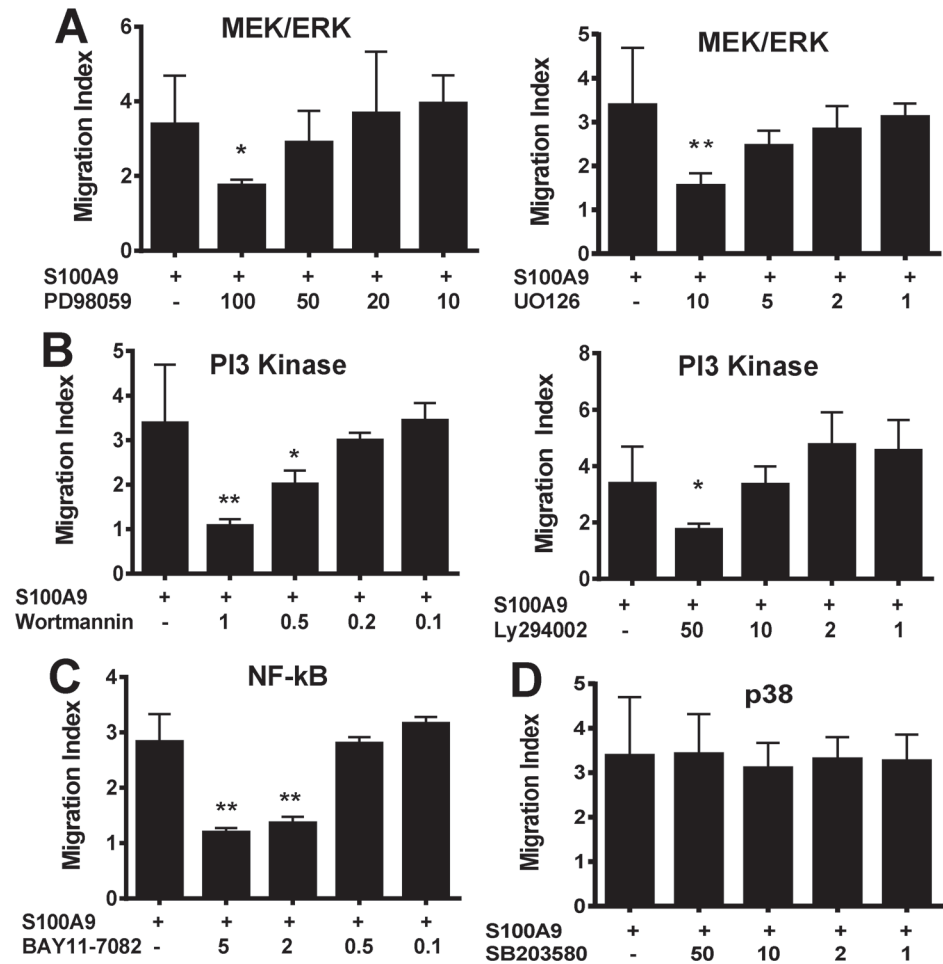 A
MEK/ERK
Migration Index
6
4
2
0
*
S100A9 + + + + +
PD98059 - 100 50 20 10
MEK/ERK
Migration Index
5
4
3
2
1
0
**
S100A9 + + + + +
UO126 - 10 5 2 1
B
PI3 Kinase
Migration Index
5
4
3
2
1
0
**
*
S100A9 + + + + +
Wortmannin - 1 0.5 0.2 0.1
PI3 Kinase
Migration Index
8
6
4
2
0
*
S100A9 + + + + +
Ly294002 - 50 10 2 1
C
NF-kB
Migration Index
4
3
2
1
0
**
**
S100A9 + + + + +
BAY11-7082 - 5 2 0.5 0.1
D
p38
Migration Index
5
4
3
2
1
0
S100A9 + + + + +
SB203580 - 50 10 2 1